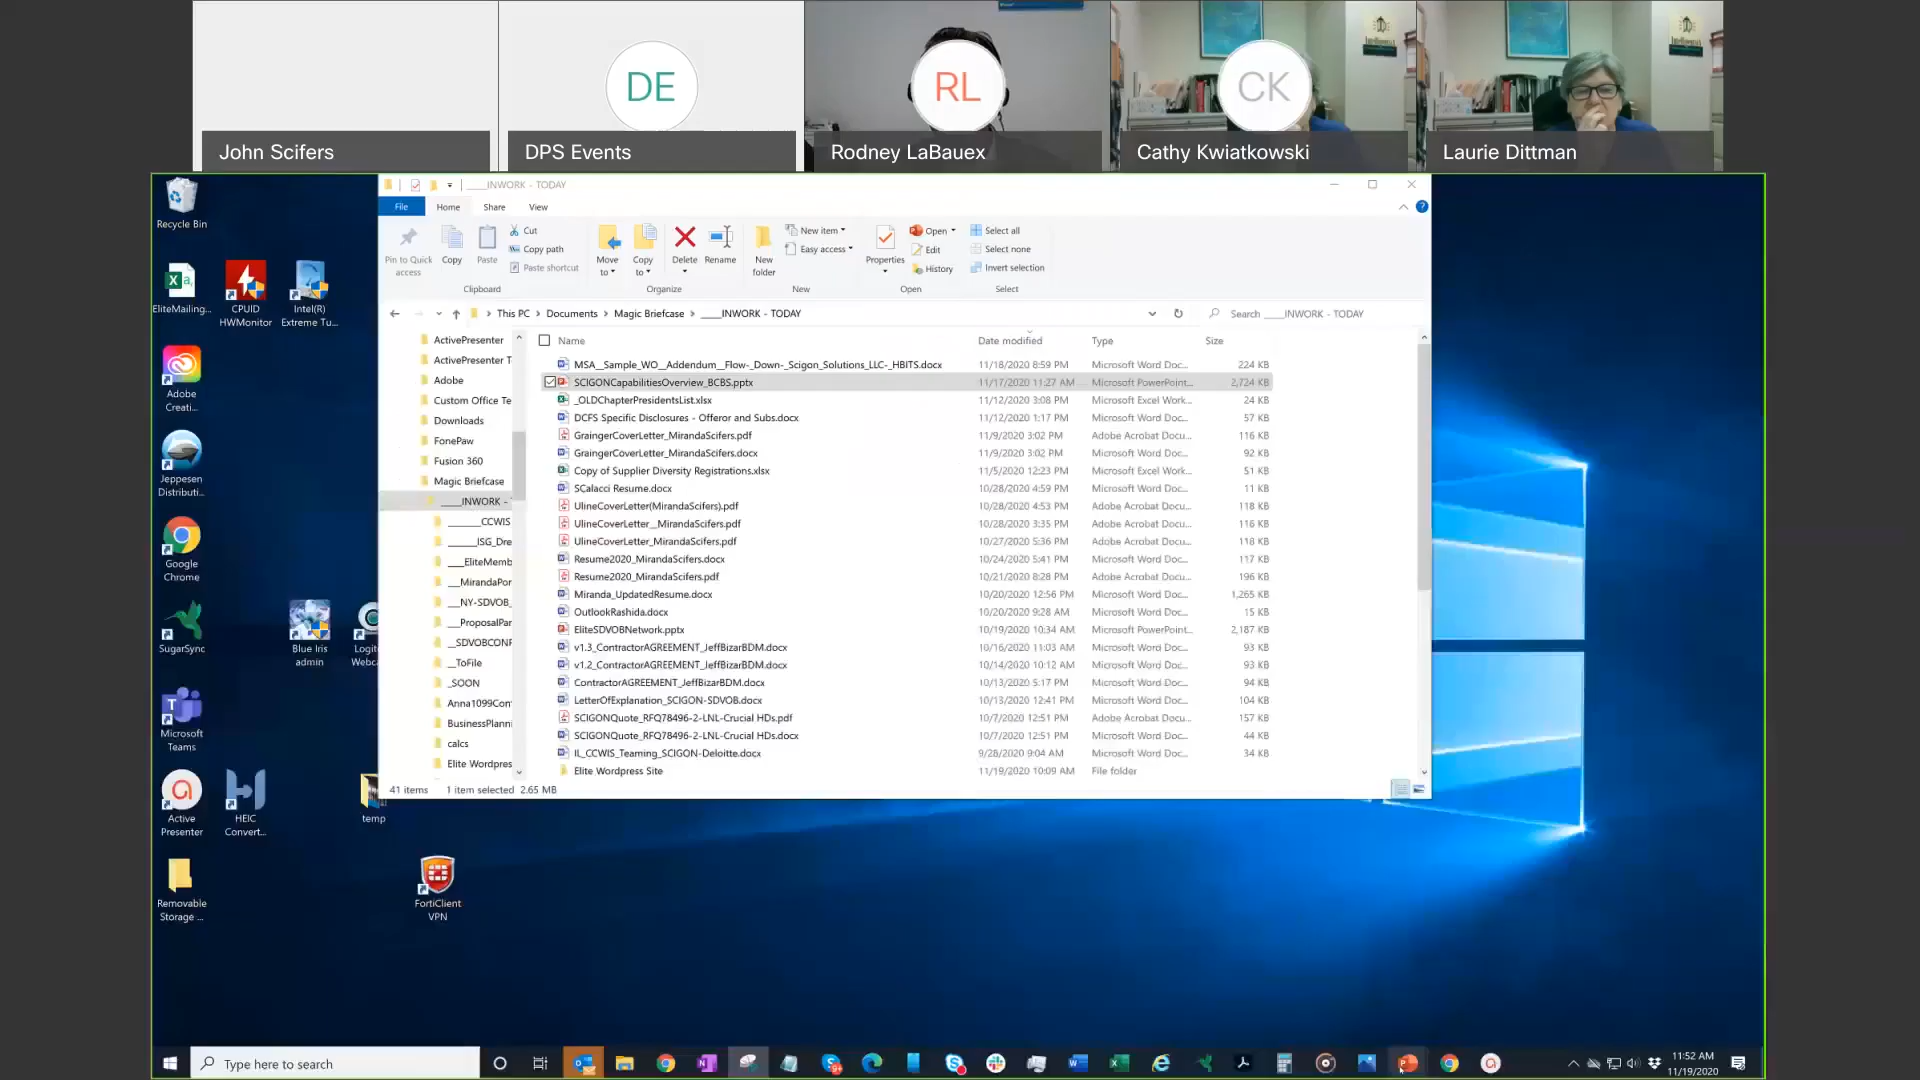 DE
RL
CK
John Scifers
DPS Events
Rodney LaBauex
Cathy Kwiatkowski
Laurie Dittman
____INWORK - TODAY
File
Home
Share
View
Pin to Quick access
Copy
Paste
Cut
Copy path
Paste shortcut
Clipboard
Move to
Copy to
Delete
Rename
Organize
New folder
New item
Easy access
New
Properties
Open
Edit
History
Open
Select all
Select none
Invert selection
Select
This PC > Documents > Magic Briefcase > ____INWORK - TODAY
Search ____INWORK - TODAY
ActivePresenter
ActivePresenter T
Adobe
Custom Office Te
Downloads
FonePaw
Fusion 360
Magic Briefcase
____INWORK -
______CCWIS
_____ISG_Dre
___EliteMemb
__MirandaPor
__NY-SDVOB_
__ProposalPar
__SDVOBCONF
__ToFile
_SOON
Anna1099Con
BusinessPlanni
calcs
Elite Wordpres
Name Date modified Type Size
MSA__Sample_WO__Addendum__Flow-_Down-_Scigon_Solutions_LLC-_HBITS.docx 11/18/2020 8:59 PM Microsoft Word Doc... 224 KB
SCIGONCapabilitiesOverview_BCBS.pptx 11/17/2020 11:27 AM Microsoft PowerPoint... 2,724 KB
_OLDChapterPresidentsList.xlsx 11/12/2020 3:08 PM Microsoft Excel Work... 24 KB
DCFS Specific Disclosures - Offeror and Subs.docx 11/12/2020 1:17 PM Microsoft Word Doc... 57 KB
GraingerCoverLetter_MirandaScifers.pdf 11/9/2020 3:02 PM Adobe Acrobat Docu... 116 KB
GraingerCoverLetter_MirandaScifers.docx 11/9/2020 3:02 PM Microsoft Word Doc... 92 KB
Copy of Supplier Diversity Registrations.xlsx 11/5/2020 12:23 PM Microsoft Excel Work... 51 KB
SCalacci Resume.docx 10/28/2020 4:59 PM Microsoft Word Doc... 11 KB
UlineCoverLetter(MirandaScifers).pdf 10/28/2020 4:53 PM Adobe Acrobat Docu... 118 KB
UlineCoverLetter__MirandaScifers.pdf 10/28/2020 3:35 PM Adobe Acrobat Docu... 116 KB
UlineCoverLetter_MirandaScifers.pdf 10/27/2020 5:36 PM Adobe Acrobat Docu... 118 KB
Resume2020_MirandaScifers.docx 10/24/2020 5:41 PM Microsoft Word Doc... 117 KB
Resume2020_MirandaScifers.pdf 10/21/2020 8:28 PM Adobe Acrobat Docu... 196 KB
Miranda_UpdatedResume.docx 10/20/2020 12:56 PM Microsoft Word Doc... 1,265 KB
OutlookRashida.docx 10/20/2020 9:28 AM Microsoft Word Doc... 15 KB
EliteSDVOBNetwork.pptx 10/19/2020 10:34 AM Microsoft PowerPoint... 2,187 KB
v1.3_ContractorAGREEMENT_JeffBizarBDM.docx 10/16/2020 11:03 AM Microsoft Word Doc... 93 KB
v1.2_ContractorAGREEMENT_JeffBizarBDM.docx 10/14/2020 10:12 AM Microsoft Word Doc... 93 KB
ContractorAGREEMENT_JeffBizarBDM.docx 10/13/2020 5:17 PM Microsoft Word Doc... 94 KB
LetterOfExplanation_SCIGON-SDVOB.docx 10/13/2020 12:41 PM Microsoft Word Doc... 104 KB
SCIGONQuote_RFQ78496-2-LNL-Crucial HDs.pdf 10/7/2020 12:51 PM Adobe Acrobat Docu... 157 KB
SCIGONQuote_RFQ78496-2-LNL-Crucial HDs.docx 10/7/2020 12:51 PM Microsoft Word Doc... 44 KB
IL_CCWIS_Teaming_SCIGON-Deloitte.docx 9/28/2020 9:04 AM Microsoft Word Doc... 34 KB
Elite Wordpress Site 11/19/2020 10:09 AM File folder
41 items 1 item selected 2.65 MB
Recycle Bin
EliteMailing...
CPUID HWMonitor
Intel(R) Extreme Tu...
Adobe Creati...
Jeppesen Distributi...
Google Chrome
SugarSync
Blue Iris admin
Logit
Webca
Microsoft Teams
Active Presenter
HEIC Convert...
temp
Removable Storage ...
FortiClient VPN
Type here to search
11:52 AM
11/19/2020